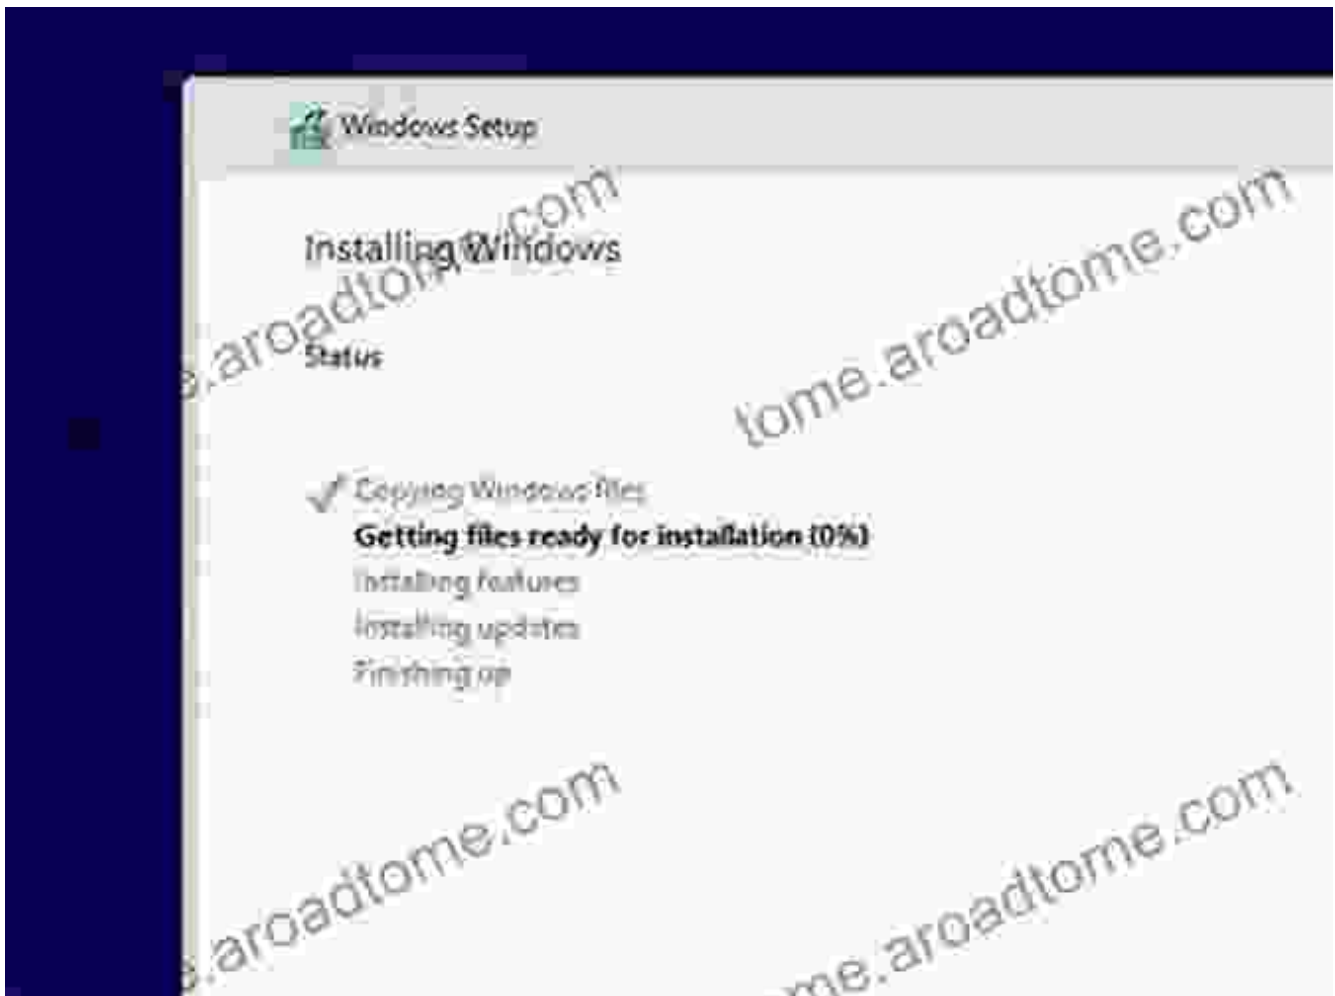 Windows Setup
Installing Windows
Status
Copying Windows files
Getting files ready for installation (0%)
Installing features
Installing updates
Finishing up
.aroadtome.com
tome.aroadtome.com
.aroadtome.com
me.aroadtome.com